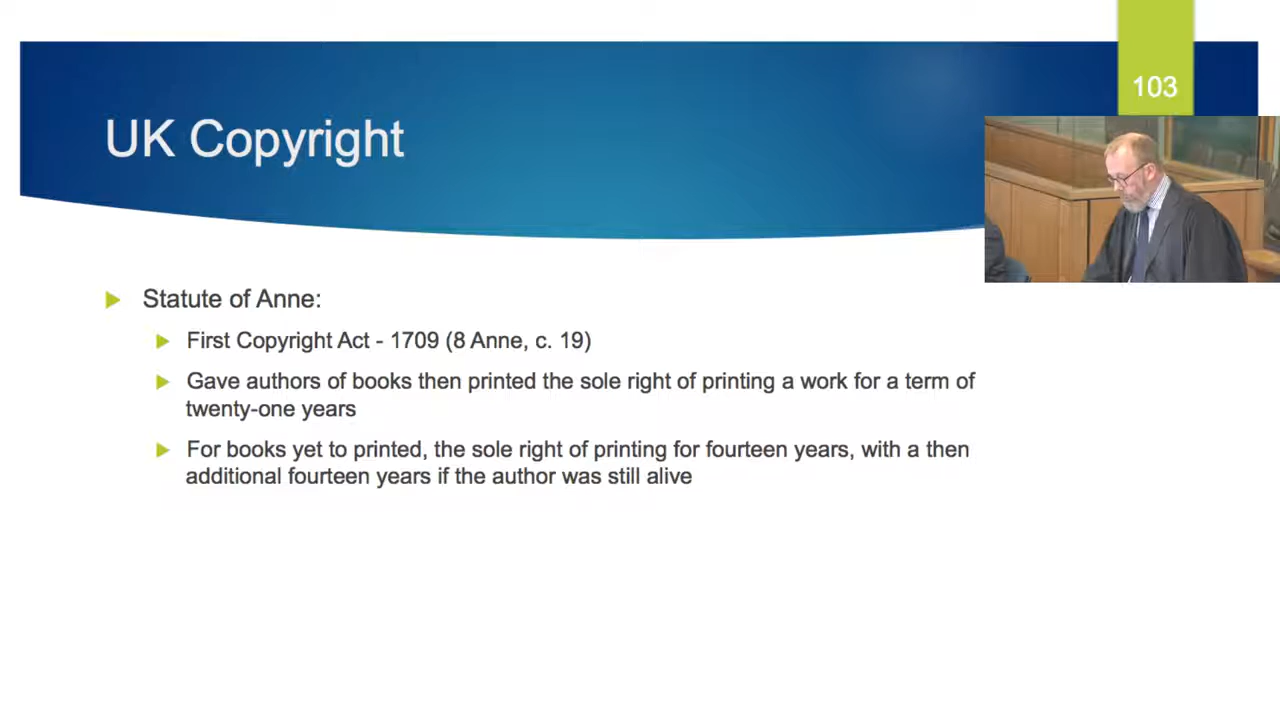 103
UK Copyright
Statute of Anne:
First Copyright Act - 1709 (8 Anne, c. 19)
Gave authors of books then printed the sole right of printing a work for a term of
twenty-one years
For books yet to printed, the sole right of printing for fourteen years, with a then
additional fourteen years if the author was still alive